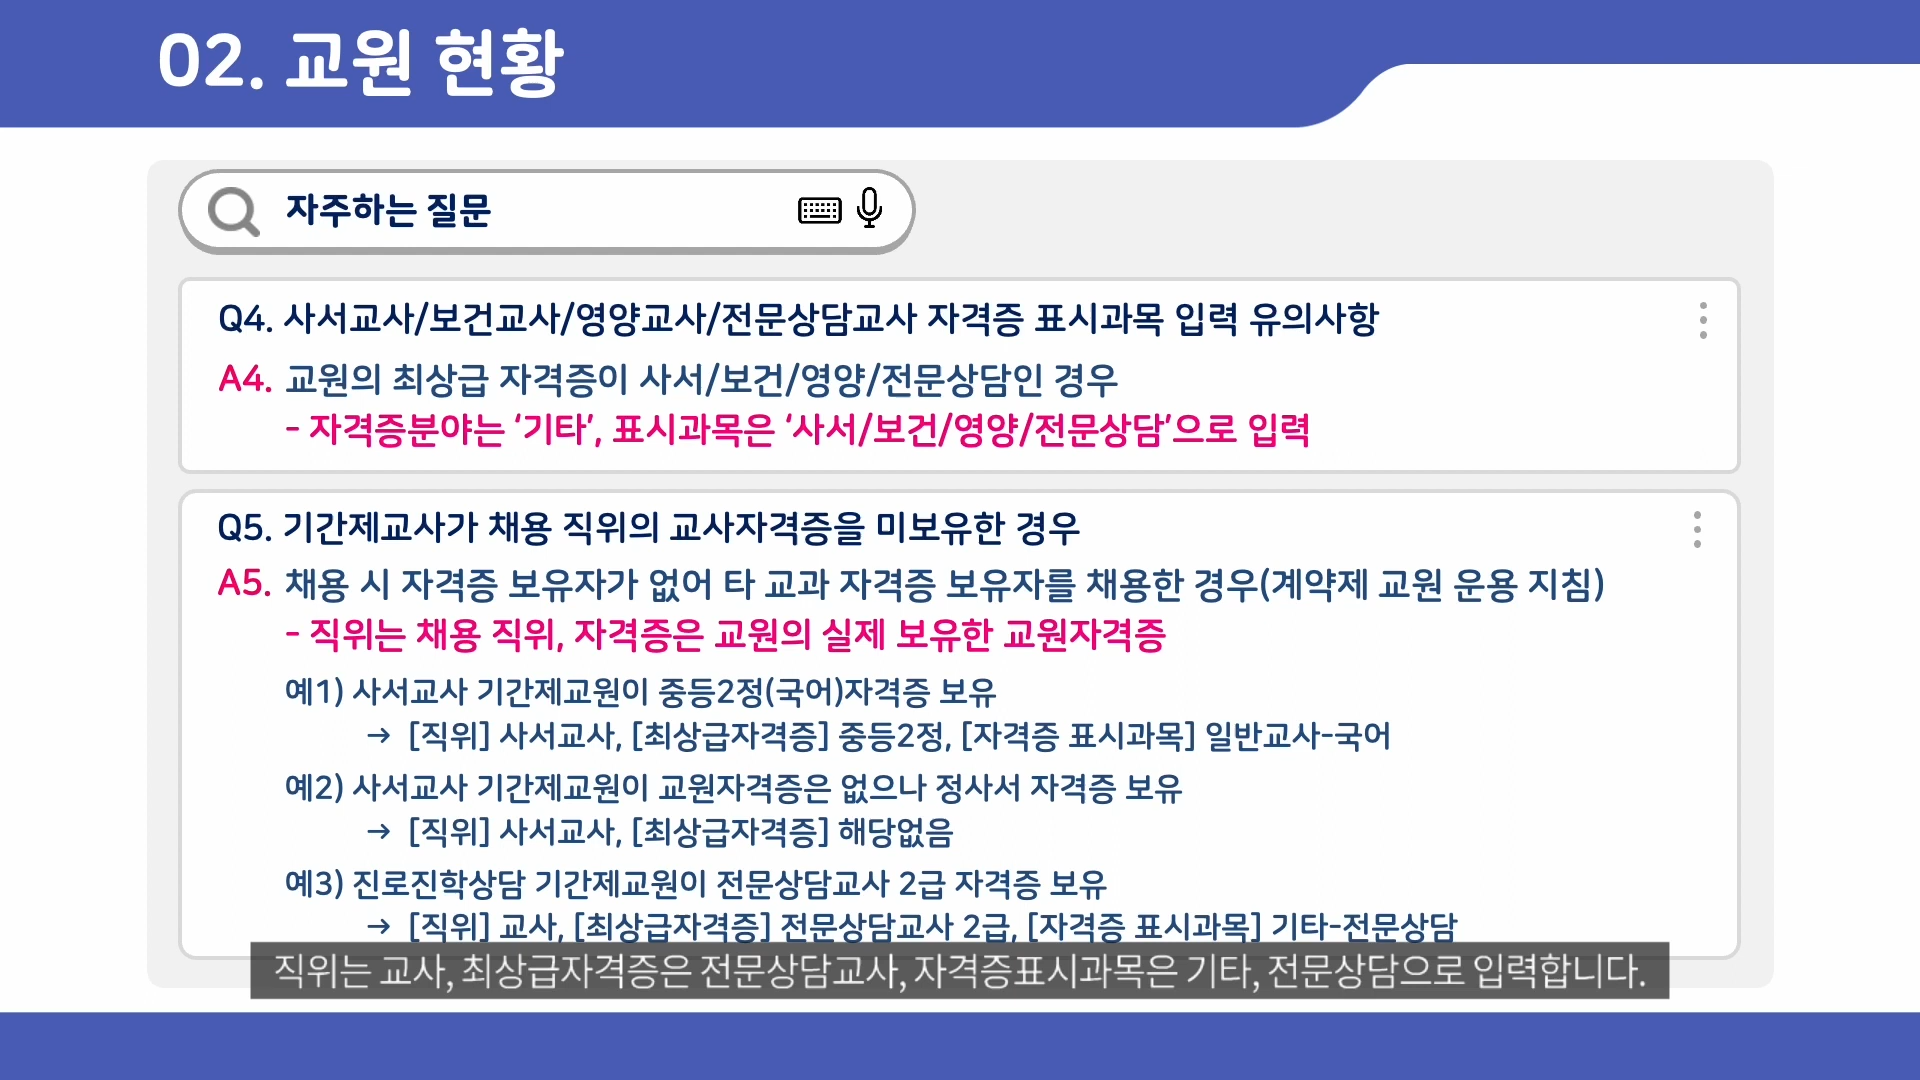 02. 교원 현황
자주하는 질문
Q4. 사서교사/보건교사/영양교사/전문상담교사 자격증 표시과목 입력 유의사항
A4. 교원의 최상급 자격증이 사서/보건/영양/전문상담인 경우
- 자격증분야는 ‘기타’, 표시과목은 ‘사서/보건/영양/전문상담’으로 입력
Q5. 기간제교사가 채용 직위의 교사자격증을 미보유한 경우
A5. 채용 시 자격증 보유자가 없어 타 교과 자격증 보유자를 채용한 경우(계약제 교원 운용 지침)
- 직위는 채용 직위, 자격증은 교원의 실제 보유한 교원자격증
예1) 사서교사 기간제교원이 중등2정(국어)자격증 보유
→ [직위] 사서교사, [최상급자격증] 중등2정, [자격증 표시과목] 일반교사-국어
예2) 사서교사 기간제교원이 교원자격증은 없으나 정사서 자격증 보유
→ [직위] 사서교사, [최상급자격증] 해당없음
예3) 진로진학상담 기간제교원이 전문상담교사 2급 자격증 보유
→ [직위] 교사, [최상급자격증] 전문상담교사 2급, [자격증 표시과목] 기타-전문상담
직위는 교사, 최상급자격증은 전문상담교사, 자격증표시과목은 기타, 전문상담으로 입력합니다.